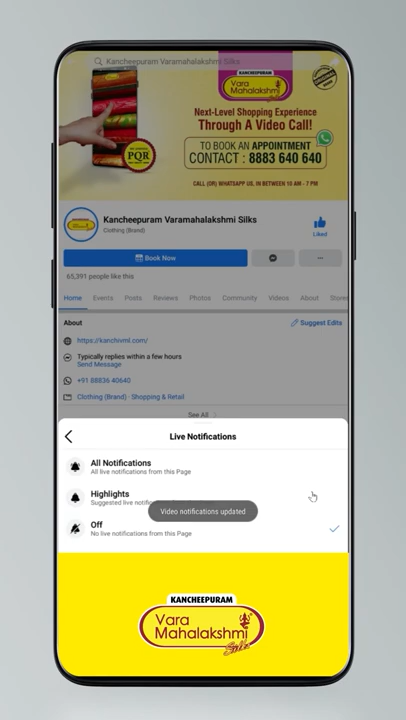 Kancheepuram Varamahalakshmi Silks
KANCHEEPURAM
Vara
Mahalakshmi
Next-Level Shopping Experience
Through A Video Call!
PQR
TO BOOK AN APPOINTMENT
CONTACT : 8883 640 640
CALL (OR) WHATSAPP US, IN BETWEEN 10 AM - 7 PM
Kancheepuram Varamahalakshmi Silks
Clothing (Brand)
Liked
Book Now
65,391 people like this
Home Events Posts Reviews Photos Community Videos About Stores
About
Suggest Edits
https://kanchivml.com/
Typically replies within a few hours
Send Message
+91 88836 40640
Clothing (Brand) · Shopping & Retail
See All
Live Notifications
All Notifications
All live notifications from this Page
Highlights
Suggested live
Video notifications updated
Off
No live notifications from this Page
KANCHEEPURAM
Vara
Mahalakshmi
Silks